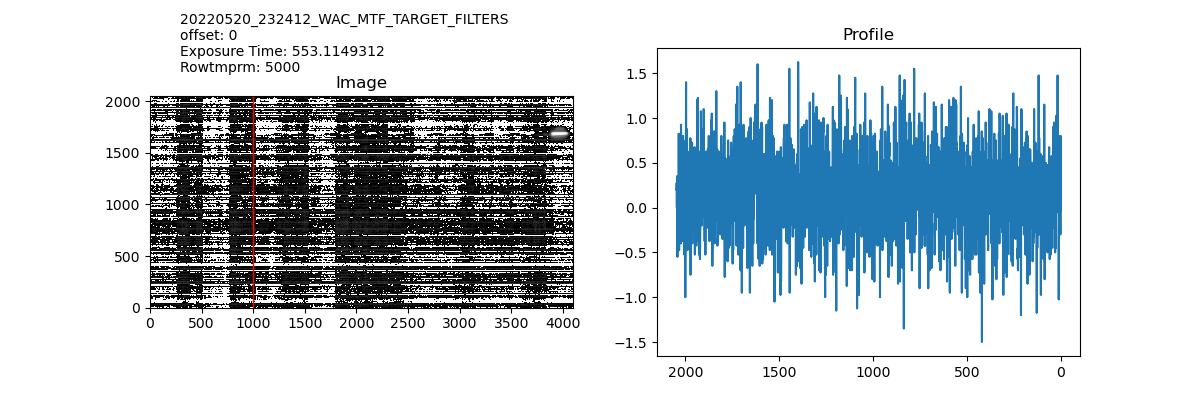 20220520_232412_WAC_MTF_TARGET_FILTERS
offset: 0
Exposure Time: 553.1149312
Rowtmprm: 5000
Image
2000
1500
1000
500
0
0 500 1000 1500 2000 2500 3000 3500 4000
Profile
1.5
1.0
0.5
0.0
−0.5
−1.0
−1.5
2000 1500 1000 500 0